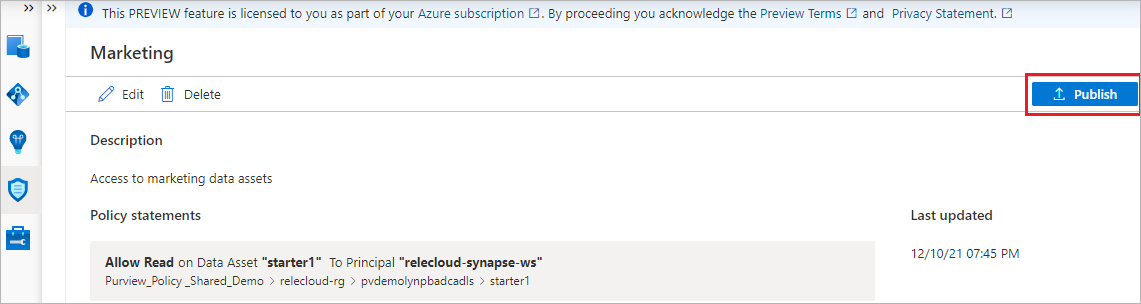 This PREVIEW feature is licensed to you as part of your Azure subscription . By proceeding you acknowledge the Preview Terms and Privacy Statement.
Marketing
Edit Delete Publish
Description
Access to marketing data assets
Policy statements Last updated
Allow Read on Data Asset "starter1" To Principal "relecloud-synapse-ws" 12/10/21 07:45 PM
Purview_Policy _Shared_Demo > relecloud-rg > pvdemolynpbadcadls > starter1